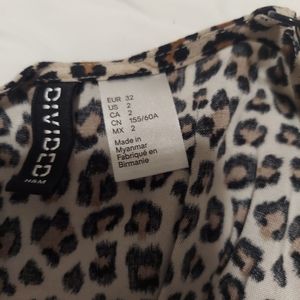 DIVIDED
H&M
EUR 32
US 2
CA 2
CN 155/60A
MX 2
Made in
Myanmar
Fabriqué en
Birmanie